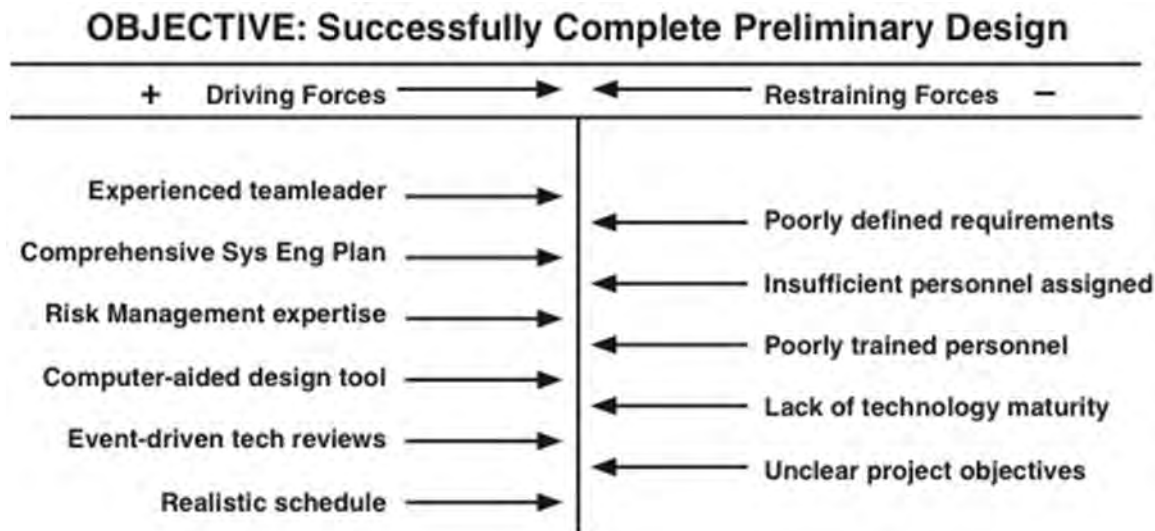 OBJECTIVE: Successfully Complete Preliminary Design
+ Driving Forces
Restraining Forces −
Experienced teamleader
Comprehensive Sys Eng Plan
Risk Management expertise
Computer-aided design tool
Event-driven tech reviews
Realistic schedule
Poorly defined requirements
Insufficient personnel assigned
Poorly trained personnel
Lack of technology maturity
Unclear project objectives